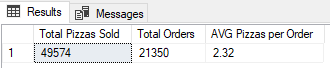 Results Messages
Total Pizzas Sold Total Orders AVG Pizzas per Order
1 49574 21350 2.32